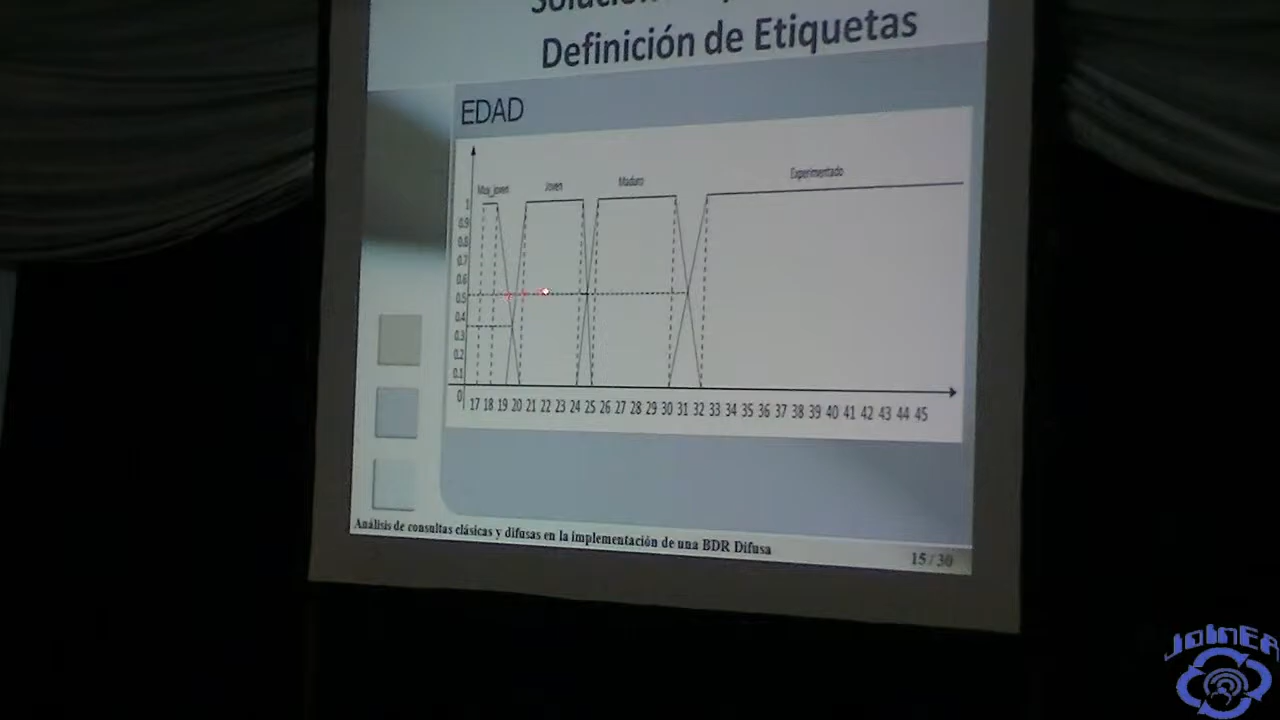 Definición de Etiquetas
EDAD
Muy_joven Joven Maduro Experimentado
1
0.9
0.8
0.7
0.6
0.5
0.4
0.3
0.2
0.1
0
17 18 19 20 21 22 23 24 25 26 27 28 29 30 31 32 33 34 35 36 37 38 39 40 41 42 43 44 45
Análisis de consultas clásicas y difusas en la implementación de una BDR Difusa
15 / 30
JoinEA